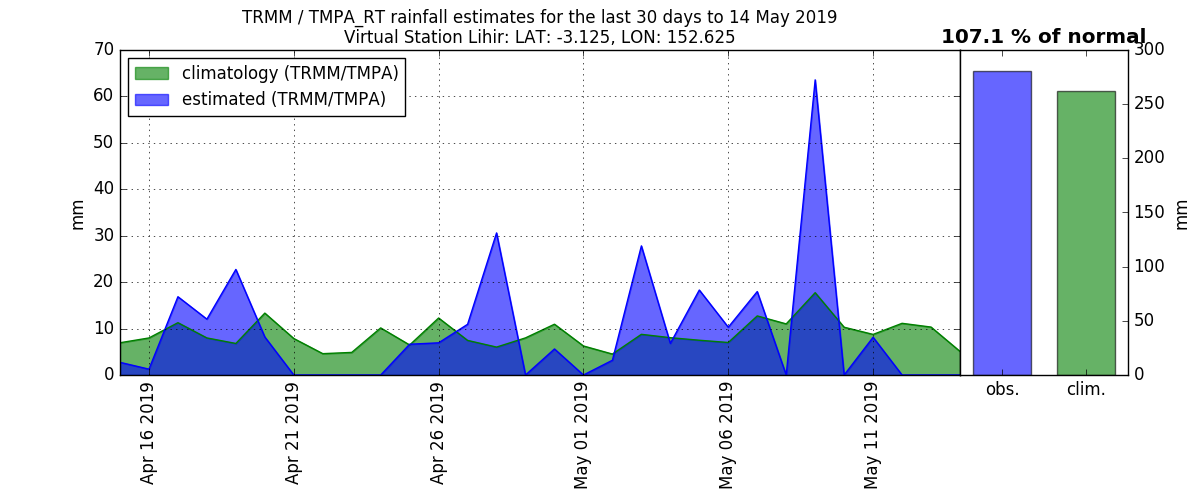 TRMM / TMPA_RT rainfall estimates for the last 30 days to 14 May 2019
Virtual Station Lihir: LAT: -3.125, LON: 152.625
107.1 % of normal
climatology (TRMM/TMPA)
estimated (TRMM/TMPA)
70
60
50
40
30
20
10
0
mm
300
250
200
150
100
50
0
mm
Apr 16 2019
Apr 21 2019
Apr 26 2019
May 01 2019
May 06 2019
May 11 2019
obs.
clim.